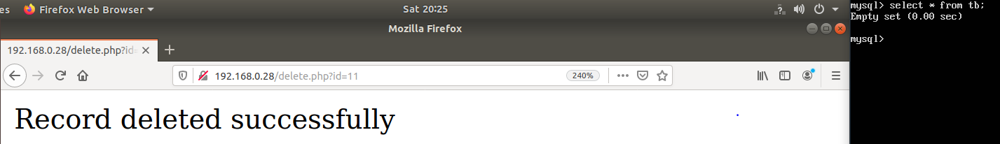 es Firefox Web Browser Sat 20:25
Mozilla Firefox
192.168.0.28/delete.php?id=
192.168.0.28/delete.php?id=11 240%
Record deleted successfully
mysql> select * from tb;
Empty set (0.00 sec)
mysql>